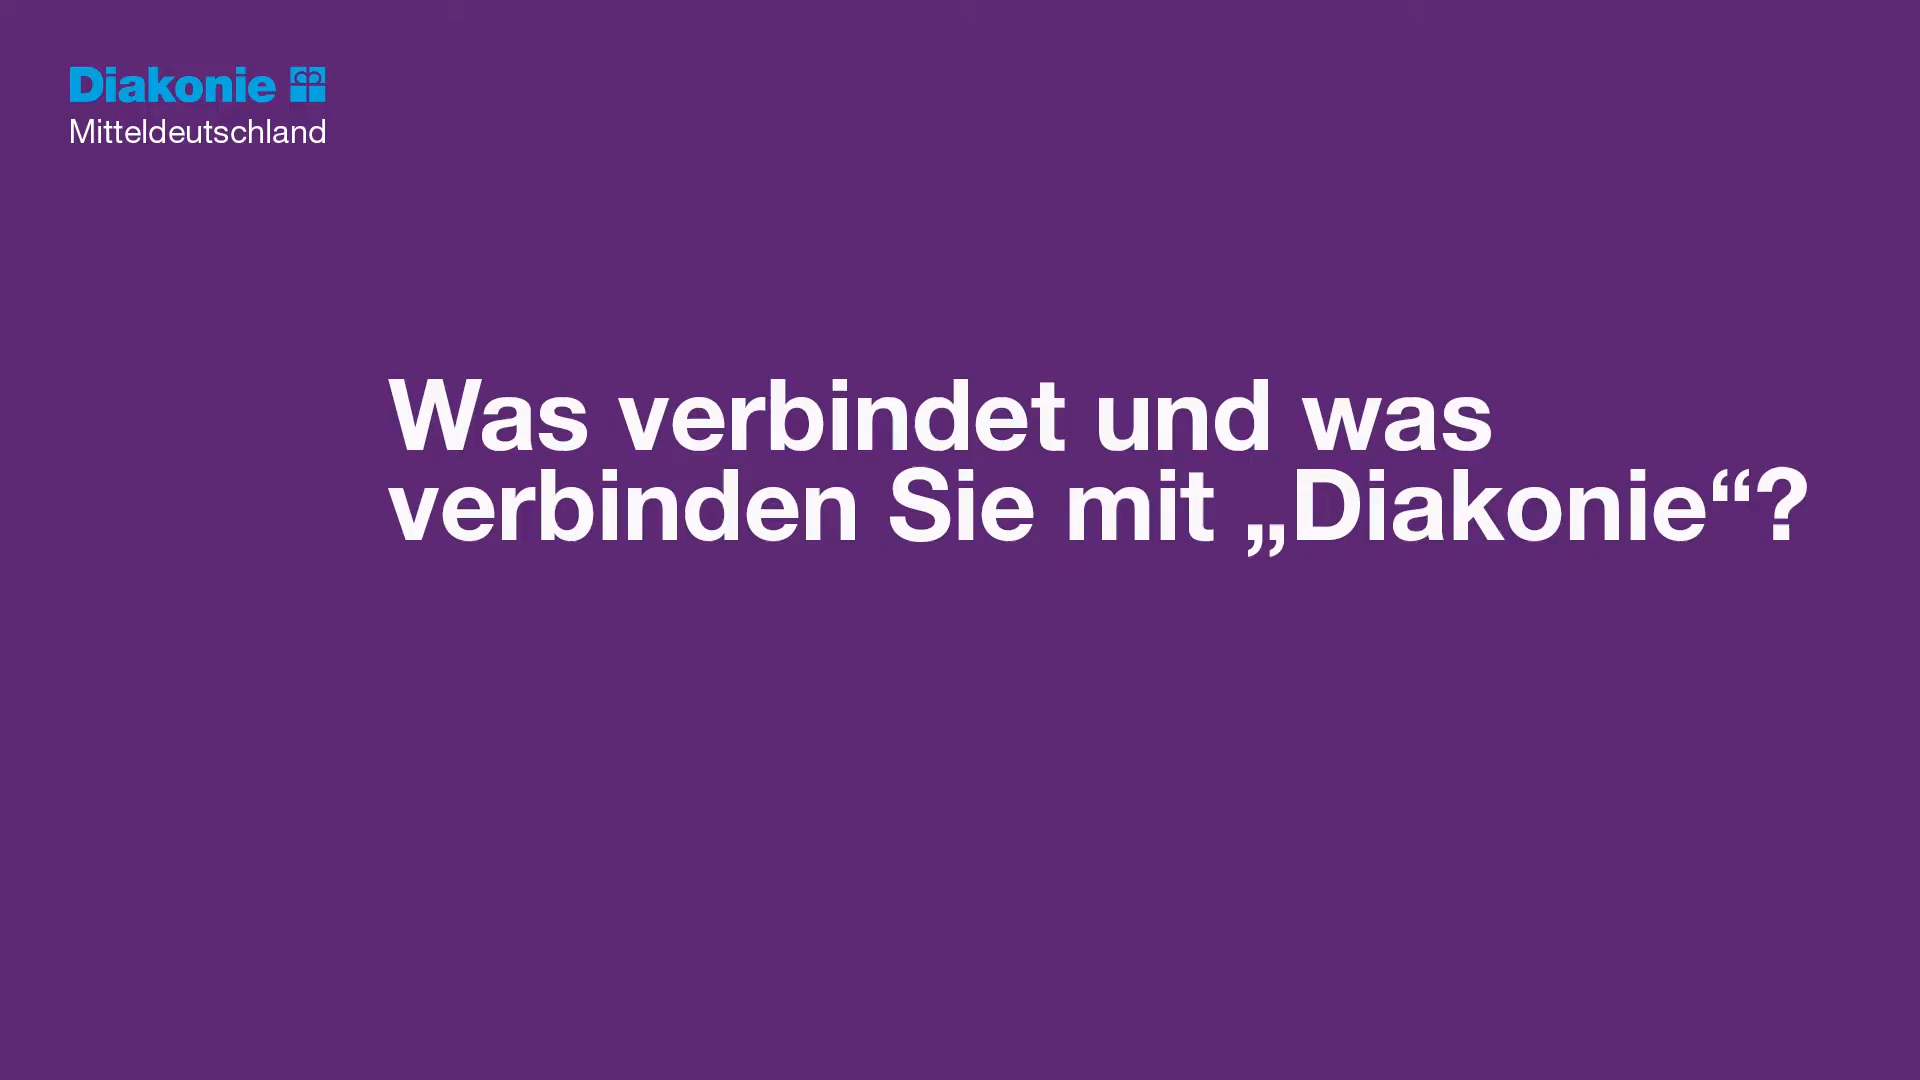 Diakonie
Mitteldeutschland
Was verbindet und was
verbinden Sie mit „Diakonie“?